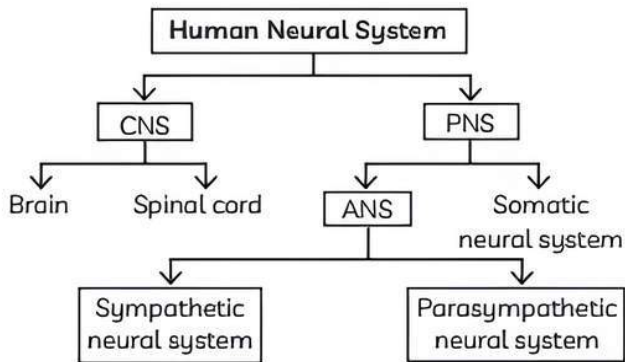 Human Neural System
CNS
PNS
Brain
Spinal cord
ANS
Somatic
neural system
Sympathetic
neural system
Parasympathetic
neural system